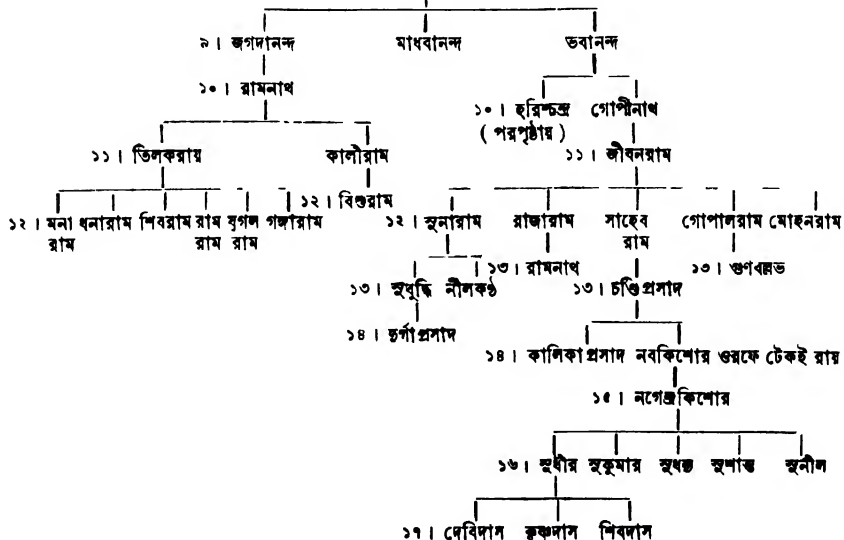 ৯। জগদানন্দ মাধবানন্দ ভবানন্দ
১০। রামনাথ
১০। হরিশ্চন্দ্র গোপীনাথ
( পরপৃষ্ঠায় )
১১। তিলকরায় কালীরাম
১১। জীবনরাম
১২। বিশুরাম
১২। মনা ধনারাম শিবরাম রাম যুগল গঙ্গারাম
রাম রাম রাম
১২। সুনারাম রাজারাম সাহেব গোপালরাম মোহনরাম
রাম
১৩। রামনাথ ১৩। গুণবল্লভ
১৩। সুবুদ্ধি নীলকণ্ঠ ১৩। চণ্ডিপ্রসাদ
১৪। দুর্গাপ্রসাদ
১৪। কালিকাপ্রসাদ নবকিশোর ওরফে টেকই রায়
১৫। নগেন্দ্রকিশোর
১৬। সুধীর সুকুমার সুধন্ত সুশান্ত সুনীল
১৭। দেবিদাস কৃষ্ণদাস শিবদাস